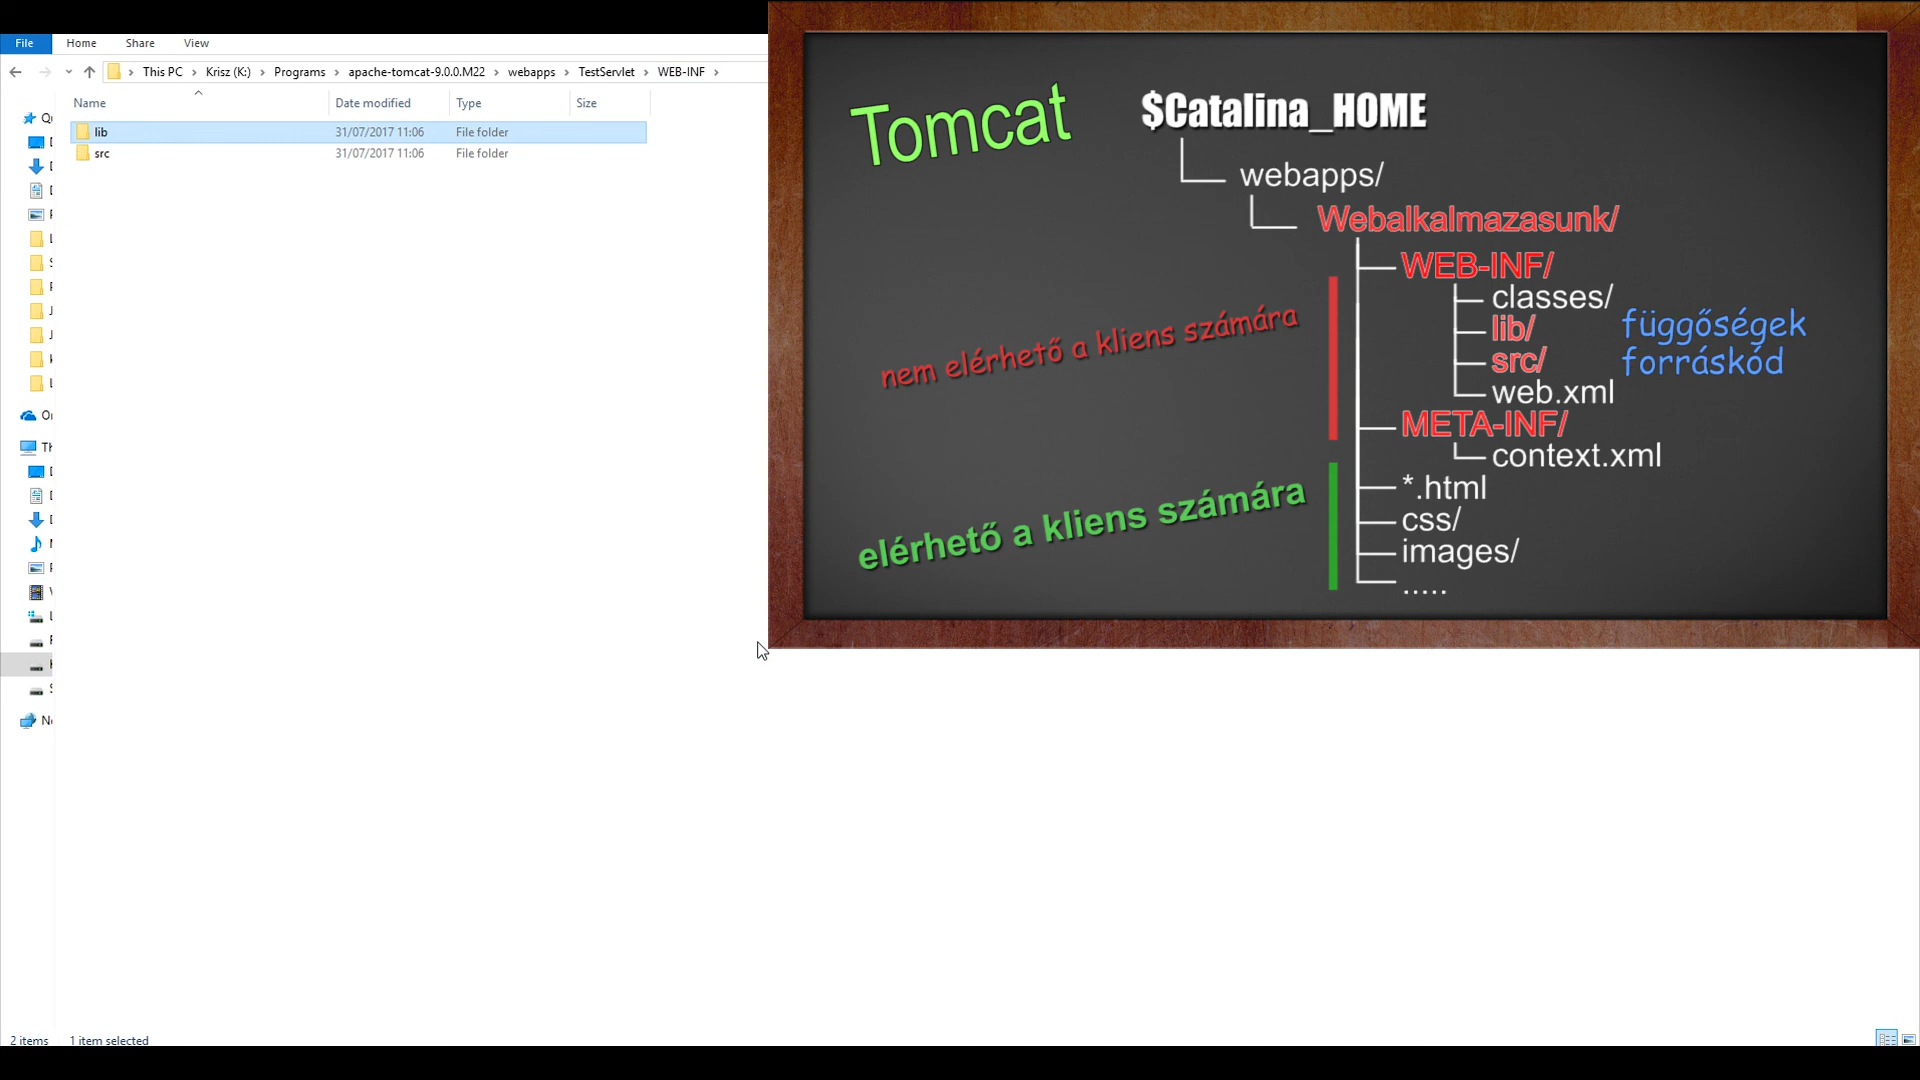 File Home Share View
This PC Krisz (K:) Programs apache-tomcat-9.0.0.M22 webapps TestServlet WEB-INF
Name Date modified Type Size
lib 31/07/2017 11:06 File folder
src 31/07/2017 11:06 File folder
2 items 1 item selected
Tomcat
$Catalina_HOME
webapps/
Webalkalmazasunk/
WEB-INF/
classes/
lib/ függőségek
src/ forráskód
web.xml
META-INF/
context.xml
*.html
css/
images/
.....
nem elérhető a kliens számára
elérhető a kliens számára